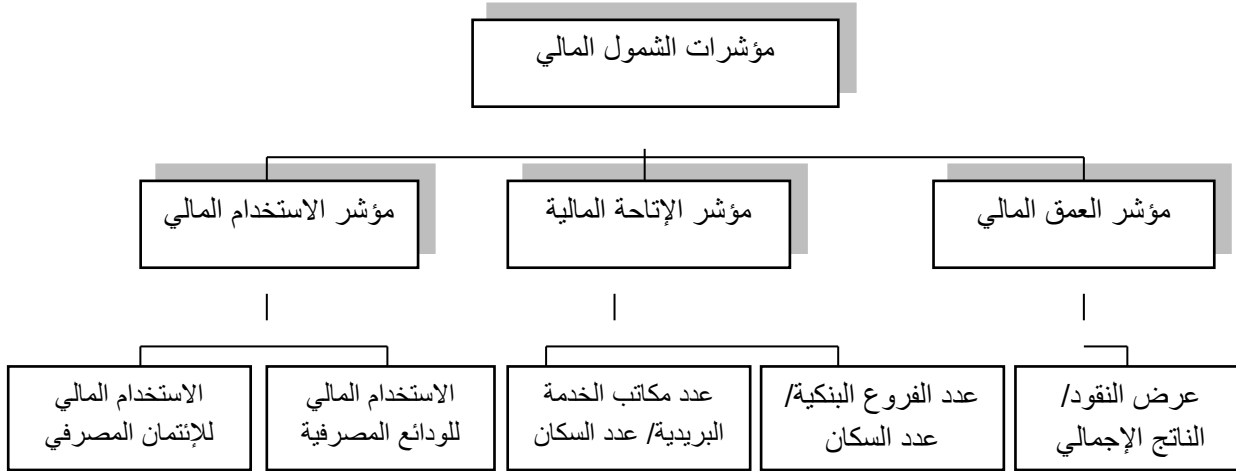 مؤشرات الشمول المالي
مؤشر العمق المالي
مؤشر الإتاحة المالية
مؤشر الاستخدام المالي
عرض النقود/
الناتج الإجمالي
عدد الفروع البنكية/
عدد السكان
عدد مكاتب الخدمة
البريدية/ عدد السكان
الاستخدام المالي
للودائع المصرفية
الاستخدام المالي
للإئتمان المصرفي